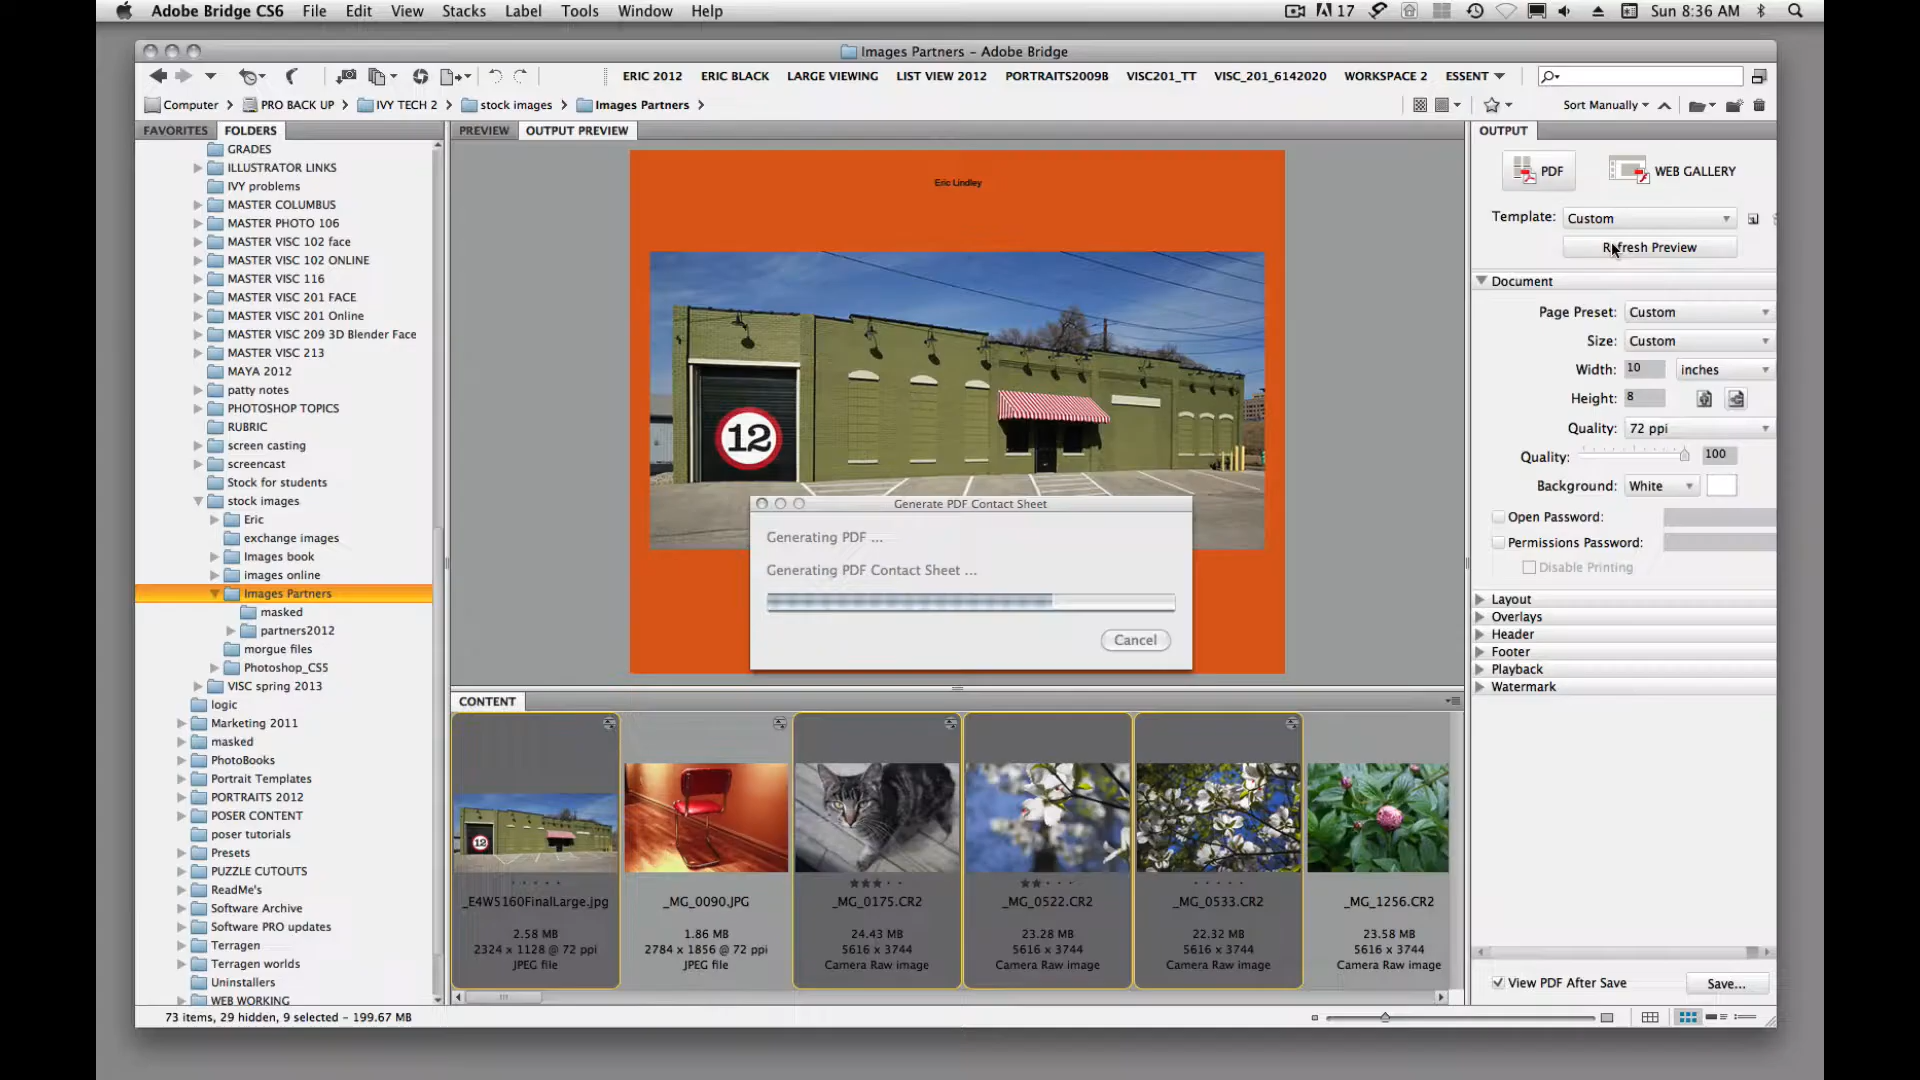 Adobe Bridge CS6 File Edit View Stacks Label Tools Window Help 17 Sun 8:36 AM
Images Partners – Adobe Bridge
ERIC 2012 ERIC BLACK LARGE VIEWING LIST VIEW 2012 PORTRAITS2009B VISC201_TT VISC_201_6142020 WORKSPACE 2 ESSENT
Computer PRO BACK UP IVY TECH 2 stock images Images Partners Sort Manually
FAVORITES FOLDERS
GRADES
ILLUSTRATOR LINKS
IVY problems
MASTER COLUMBUS
MASTER PHOTO 106
MASTER VISC 102 face
MASTER VISC 102 ONLINE
MASTER VISC 116
MASTER VISC 201 FACE
MASTER VISC 201 Online
MASTER VISC 209 3D Blender Face
MASTER VISC 213
MAYA 2012
patty notes
PHOTOSHOP TOPICS
RUBRIC
screen casting
screencast
Stock for students
stock images
Eric
exchange images
Images book
images online
Images Partners
masked
partners2012
morgue files
Photoshop_CS5
VISC spring 2013
logic
Marketing 2011
masked
PhotoBooks
Portrait Templates
PORTRAITS 2012
POSER CONTENT
poser tutorials
Presets
PUZZLE CUTOUTS
ReadMe's
Software Archive
Software PRO updates
Terragen
Terragen worlds
Uninstallers
WEB WORKING
PREVIEW OUTPUT PREVIEW
Eric Lindley
12
Generate PDF Contact Sheet
Generating PDF ...
Generating PDF Contact Sheet ...
Cancel
CONTENT
12
_E4W5160FinalLarge.jpg
2.58 MB
2324 x 1128 @ 72 ppi
JPEG file
_MG_0090.JPG
1.86 MB
2784 x 1856 @ 72 ppi
JPEG file
_MG_0175.CR2
24.43 MB
5616 x 3744
Camera Raw image
_MG_0522.CR2
23.28 MB
5616 x 3744
Camera Raw image
_MG_0533.CR2
22.32 MB
5616 x 3744
Camera Raw image
_MG_1256.CR2
23.58 MB
5616 x 3744
Camera Raw image
OUTPUT
PDF WEB GALLERY
Template: Custom
Refresh Preview
Document
Page Preset: Custom
Size: Custom
Width: 10 inches
Height: 8
Quality: 72 ppi
Quality: 100
Background: White
Open Password:
Permissions Password:
Disable Printing
Layout
Overlays
Header
Footer
Playback
Watermark
View PDF After Save Save...
73 items, 29 hidden, 9 selected – 199.67 MB